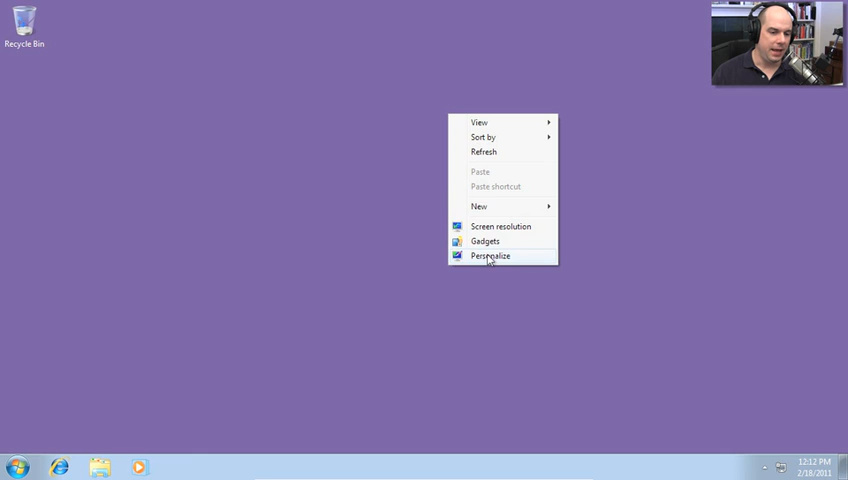 Recycle Bin
View
Sort by
Refresh
Paste
Paste shortcut
New
Screen resolution
Gadgets
Personalize
12:12 PM
2/18/2011